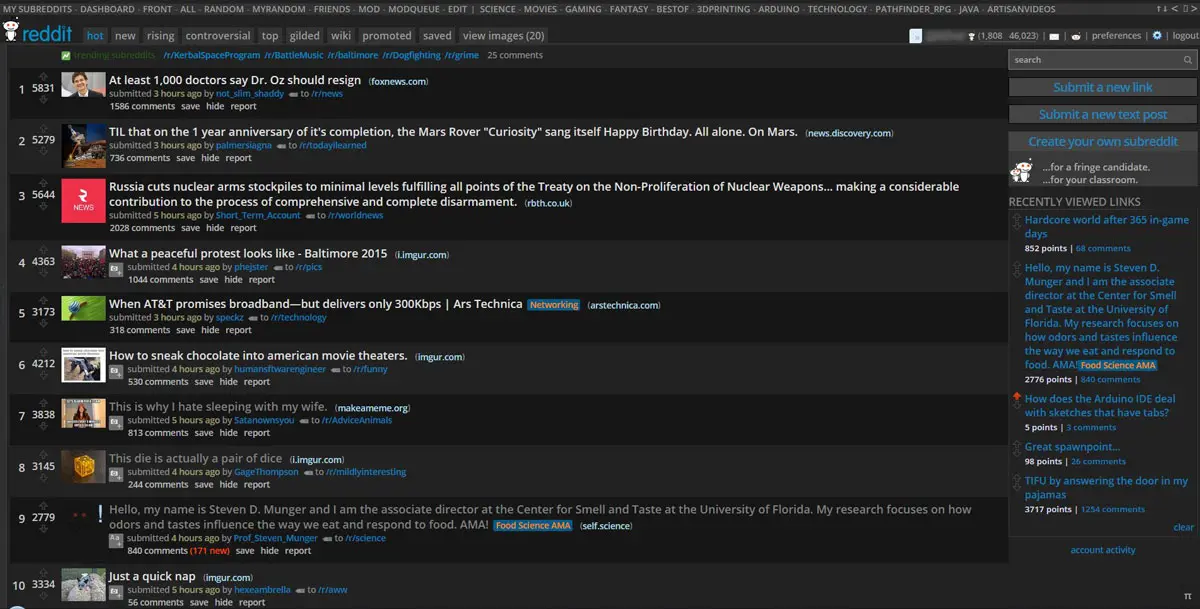 MY SUBREDDITS - DASHBOARD - FRONT - ALL - RANDOM - MYRANDOM - FRIENDS - MOD - MODQUEUE - EDIT | SCIENCE - MOVIES - GAMING - FANTASY - BESTOF - 3DPRINTING - ARDUINO - TECHNOLOGY - PATHFINDER_RPG - JAVA - ARTISANVIDEOS
reddit hot new rising controversial top gilded wiki promoted saved view images (20)
(1,808 46,023) | preferences | logout
trending subreddits /r/KerbalSpaceProgram /r/BattleMusic /r/baltimore /r/Dogfighting /r/grime 25 comments
1 5831 At least 1,000 doctors say Dr. Oz should resign (foxnews.com)
submitted 3 hours ago by not_slim_shaddy to /r/news
1586 comments save hide report
2 5279 TIL that on the 1 year anniversary of it's completion, the Mars Rover "Curiosity" sang itself Happy Birthday. All alone. On Mars. (news.discovery.com)
submitted 3 hours ago by palmersiagna to /r/todayilearned
736 comments save hide report
3 5644 Russia cuts nuclear arms stockpiles to minimal levels fulfilling all points of the Treaty on the Non-Proliferation of Nuclear Weapons... making a considerable
contribution to the process of comprehensive and complete disarmament. (rbth.co.uk)
NEWS
submitted 5 hours ago by Short_Term_Account to /r/worldnews
2028 comments save hide report
4 4363 What a peaceful protest looks like - Baltimore 2015 (i.imgur.com)
submitted 4 hours ago by phejster to /r/pics
1044 comments save hide report
5 3173 When AT&T promises broadband—but delivers only 300Kbps | Ars Technica Networking (arstechnica.com)
submitted 3 hours ago by speckz to /r/technology
318 comments save hide report
6 4212 How to sneak chocolate into american movie theaters. (imgur.com)
submitted 4 hours ago by humansftwarengineer to /r/funny
530 comments save hide report
7 3838 This is why I hate sleeping with my wife. (makeameme.org)
submitted 5 hours ago by Satanownsyou to /r/AdviceAnimals
813 comments save hide report
8 3145 This die is actually a pair of dice (i.imgur.com)
submitted 4 hours ago by GageThompson to /r/mildlyinteresting
244 comments save hide report
9 2779 Hello, my name is Steven D. Munger and I am the associate director at the Center for Smell and Taste at the University of Florida. My research focuses on how
odors and tastes influence the way we eat and respond to food. AMA! Food Science AMA (self.science)
Aa submitted 4 hours ago by Prof_Steven_Munger to /r/science
840 comments (171 new) save hide report
10 3334 Just a quick nap (imgur.com)
submitted 5 hours ago by hexeambrella to /r/aww
56 comments save hide report
search
Submit a new link
Submit a new text post
Create your own subreddit
...for a fringe candidate.
...for your classroom.
RECENTLY VIEWED LINKS
Hardcore world after 365 in-game
days
852 points | 68 comments
Hello, my name is Steven D.
Munger and I am the associate
director at the Center for Smell
and Taste at the University of
Florida. My research focuses on
how odors and tastes influence
the way we eat and respond to
food. AMA! Food Science AMA
2776 points | 840 comments
How does the Arduino IDE deal
with sketches that have tabs?
5 points | 3 comments
Great spawnpoint...
98 points | 26 comments
TIFU by answering the door in my
pajamas
3717 points | 1254 comments
clear
account activity
π